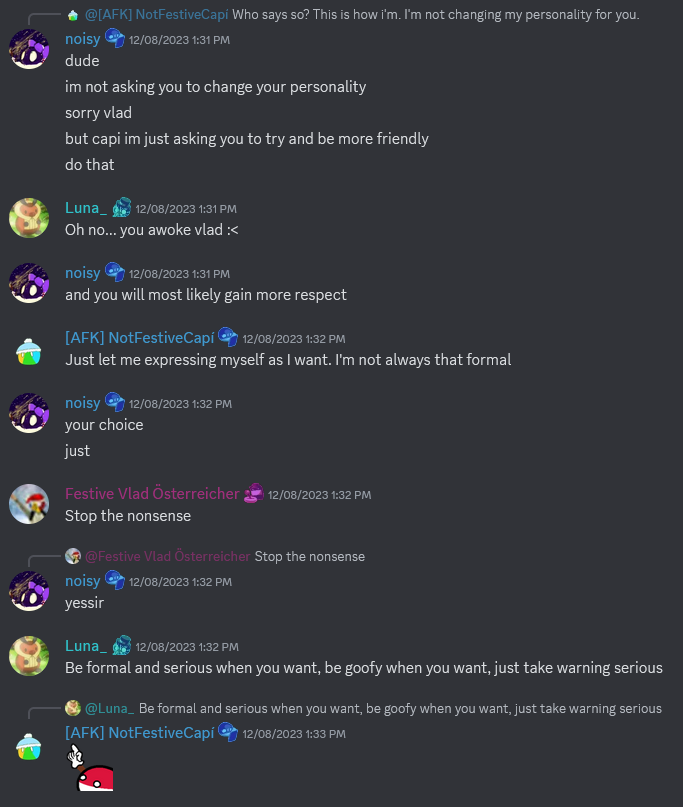 @[AFK] NotFestiveCapí Who says so? This is how i'm. I'm not changing my personality for you.
noisy 12/08/2023 1:31 PM
dude
im not asking you to change your personality
sorry vlad
but capi im just asking you to try and be more friendly
do that
Luna_ 12/08/2023 1:31 PM
Oh no... you awoke vlad :<
noisy 12/08/2023 1:31 PM
and you will most likely gain more respect
[AFK] NotFestiveCapí 12/08/2023 1:32 PM
Just let me expressing myself as I want. I'm not always that formal
noisy 12/08/2023 1:32 PM
your choice
just
Festive Vlad Österreicher 12/08/2023 1:32 PM
Stop the nonsense
@Festive Vlad Österreicher Stop the nonsense
noisy 12/08/2023 1:32 PM
yessir
Luna_ 12/08/2023 1:32 PM
Be formal and serious when you want, be goofy when you want, just take warning serious
@Luna_ Be formal and serious when you want, be goofy when you want, just take warning serious
[AFK] NotFestiveCapí 12/08/2023 1:33 PM